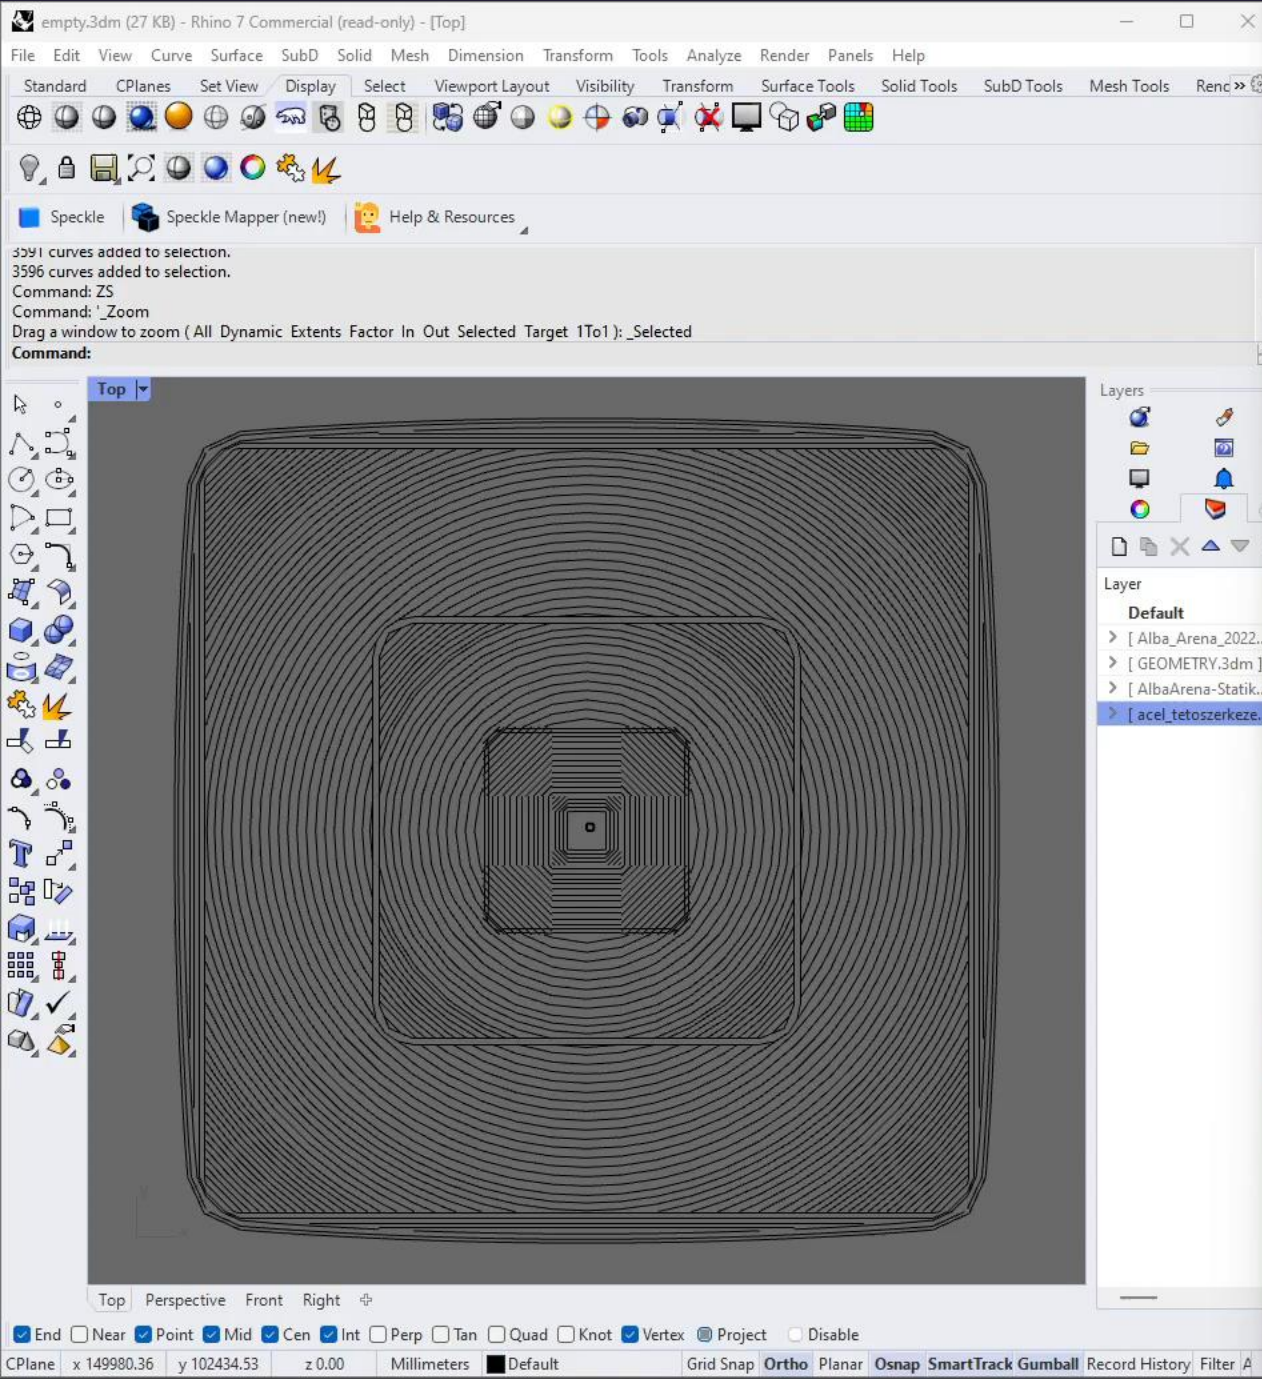 empty.3dm (27 KB) - Rhino 7 Commercial (read-only) - [Top]
File Edit View Curve Surface SubD Solid Mesh Dimension Transform Tools Analyze Render Panels Help
Standard CPlanes Set View Display Select Viewport Layout Visibility Transform Surface Tools Solid Tools SubD Tools Mesh Tools Rend »
Speckle Speckle Mapper (new!) Help & Resources
3591 curves added to selection.
3596 curves added to selection.
Command: ZS
Command: '_Zoom
Drag a window to zoom ( All Dynamic Extents Factor In Out Selected Target 1To1 ): _Selected
Command:
Top
Layers
Layer
Default
[ Alba_Arena_2022..
[ GEOMETRY.3dm ]
[ AlbaArena-Statik..
[ acel_tetoszerkeze.
Top Perspective Front Right
End Near Point Mid Cen Int Perp Tan Quad Knot Vertex Project Disable
CPlane x 149980.36 y 102434.53 z 0.00 Millimeters Default Grid Snap Ortho Planar Osnap SmartTrack Gumball Record History Filter A